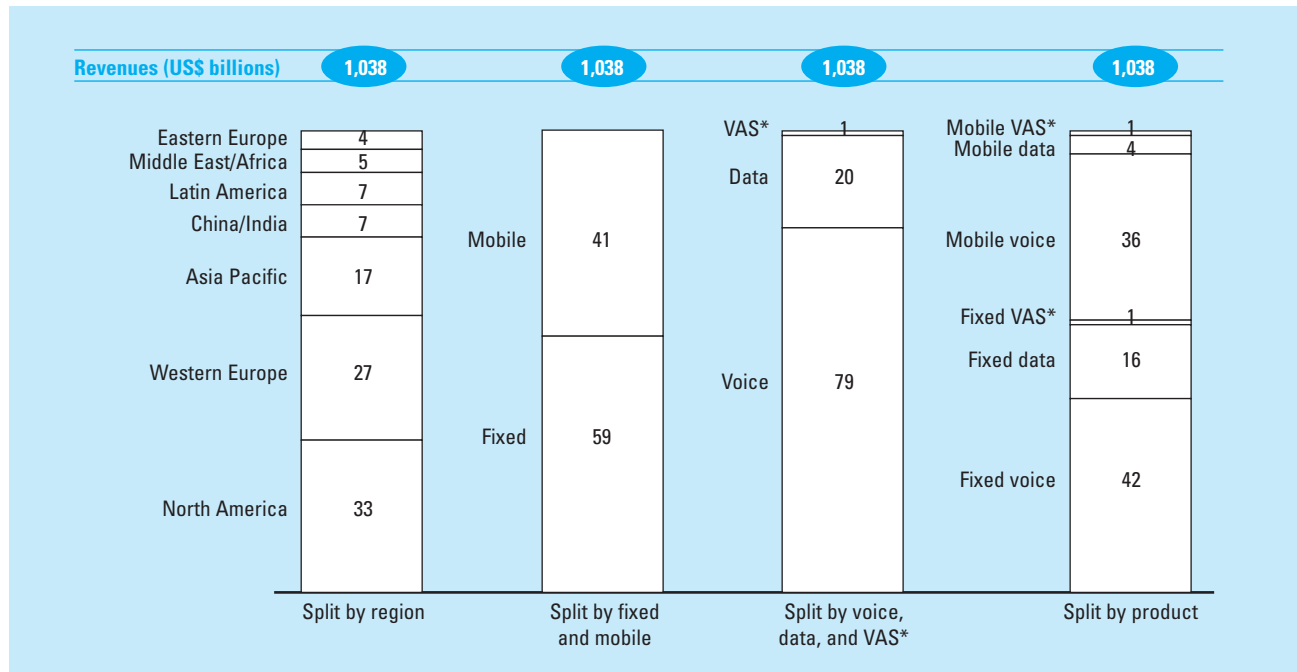 Revenues (US$ billions) 1,038 1,038 1,038 1,038
Eastern Europe 4
Middle East/Africa 5
Latin America 7
China/India 7
Asia Pacific 17
Western Europe 27
North America 33
Split by region
Mobile 41
Fixed 59
Split by fixed
and mobile
VAS* 1
Data 20
Voice 79
Split by voice,
data, and VAS*
Mobile VAS* 1
Mobile data 4
Mobile voice 36
Fixed VAS* 1
Fixed data 16
Fixed voice 42
Split by product